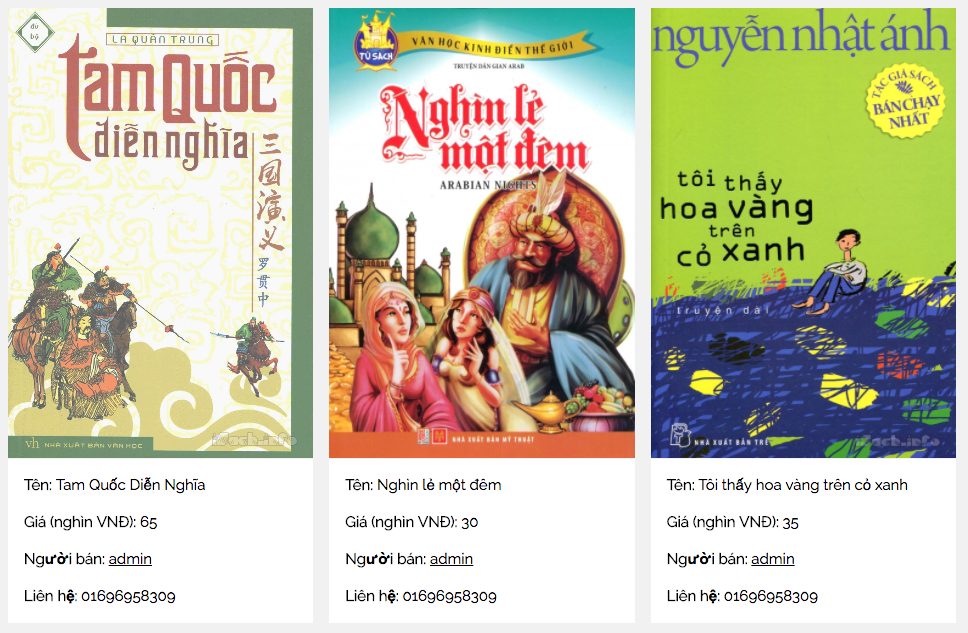 đủ
bộ
LA QUÁN TRUNG
Tam Quốc
diễn nghĩa
三国演义
罗贯中
vh NHÀ XUẤT BẢN VĂN HỌC
iSach.info
Tên: Tam Quốc Diễn Nghĩa
Giá (nghìn VNĐ): 65
Người bán: admin
Liên hệ: 01696958309
TỦ SÁCH
VĂN HỌC KINH ĐIỂN THẾ GIỚI
TRUYỆN DÂN GIAN ARAB
Nghìn lẻ
một đêm
ARABIAN NIGHTS
NHÀ XUẤT BẢN MỸ THUẬT
Tên: Nghìn lẻ một đêm
Giá (nghìn VNĐ): 30
Người bán: admin
Liên hệ: 01696958309
nguyễn nhật ánh
TÁC GIẢ SÁCH
BÁN CHẠY
NHẤT
tôi thấy
hoa vàng
trên
cỏ xanh
truyện dài
NHÀ XUẤT BẢN TRẺ
iSach.info
Tên: Tôi thấy hoa vàng trên cỏ xanh
Giá (nghìn VNĐ): 35
Người bán: admin
Liên hệ: 01696958309